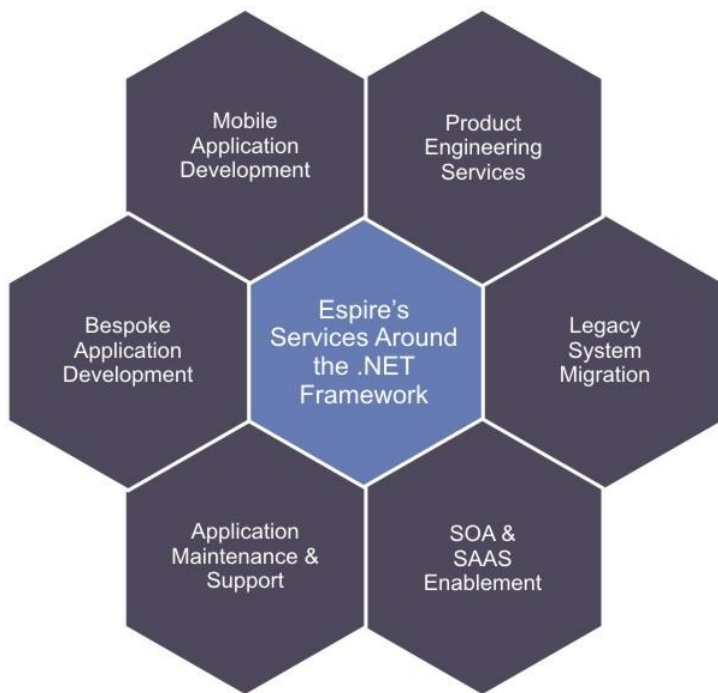 Mobile
Application
Development
Product
Engineering
Services
Bespoke
Application
Development
Espire’s
Services Around
the .NET
Framework
Legacy
System
Migration
Application
Maintenance &
Support
SOA &
SAAS
Enablement